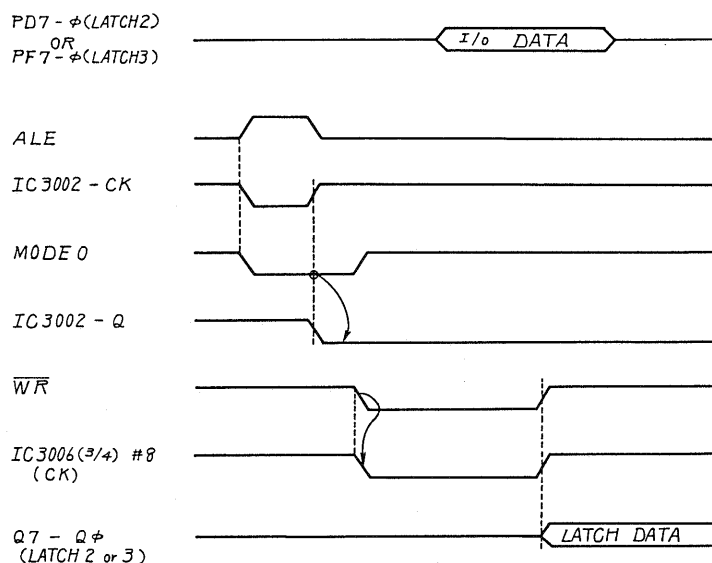 PD7-φ(LATCH2)
OR
PF7-φ(LATCH3)
I/O DATA
ALE
IC3002-CK
MODE 0
IC3002-Q
W̅R̅
IC3006(3/4) #8
(CK)
Q7 - Qφ
(LATCH 2 or 3)
LATCH DATA